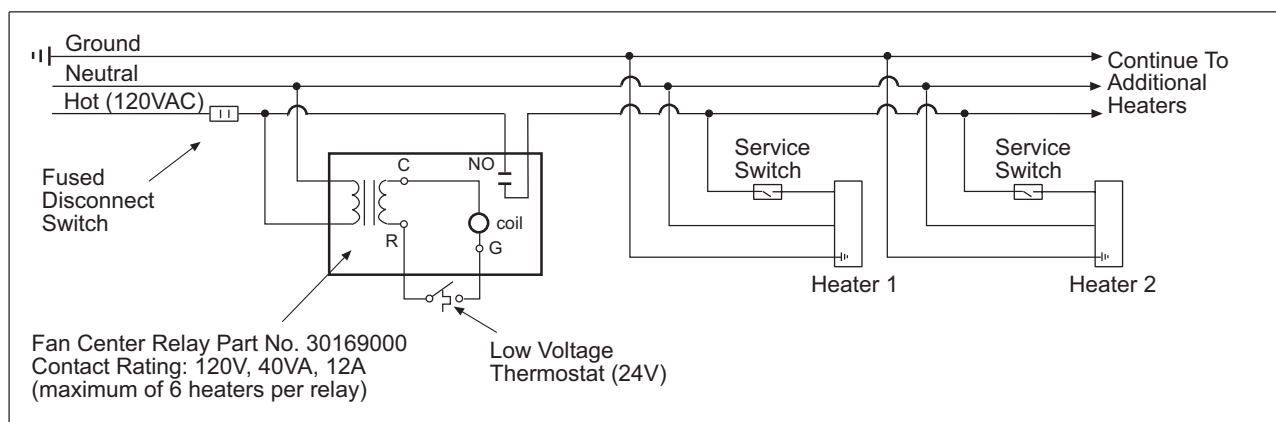 Ground
Neutral
Hot (120VAC)
Continue To
Additional
Heaters
Fused
Disconnect
Switch
C
NO
R
coil
G
Service
Switch
Service
Switch
Heater 1
Heater 2
Fan Center Relay Part No. 30169000
Contact Rating: 120V, 40VA, 12A
(maximum of 6 heaters per relay)
Low Voltage
Thermostat (24V)